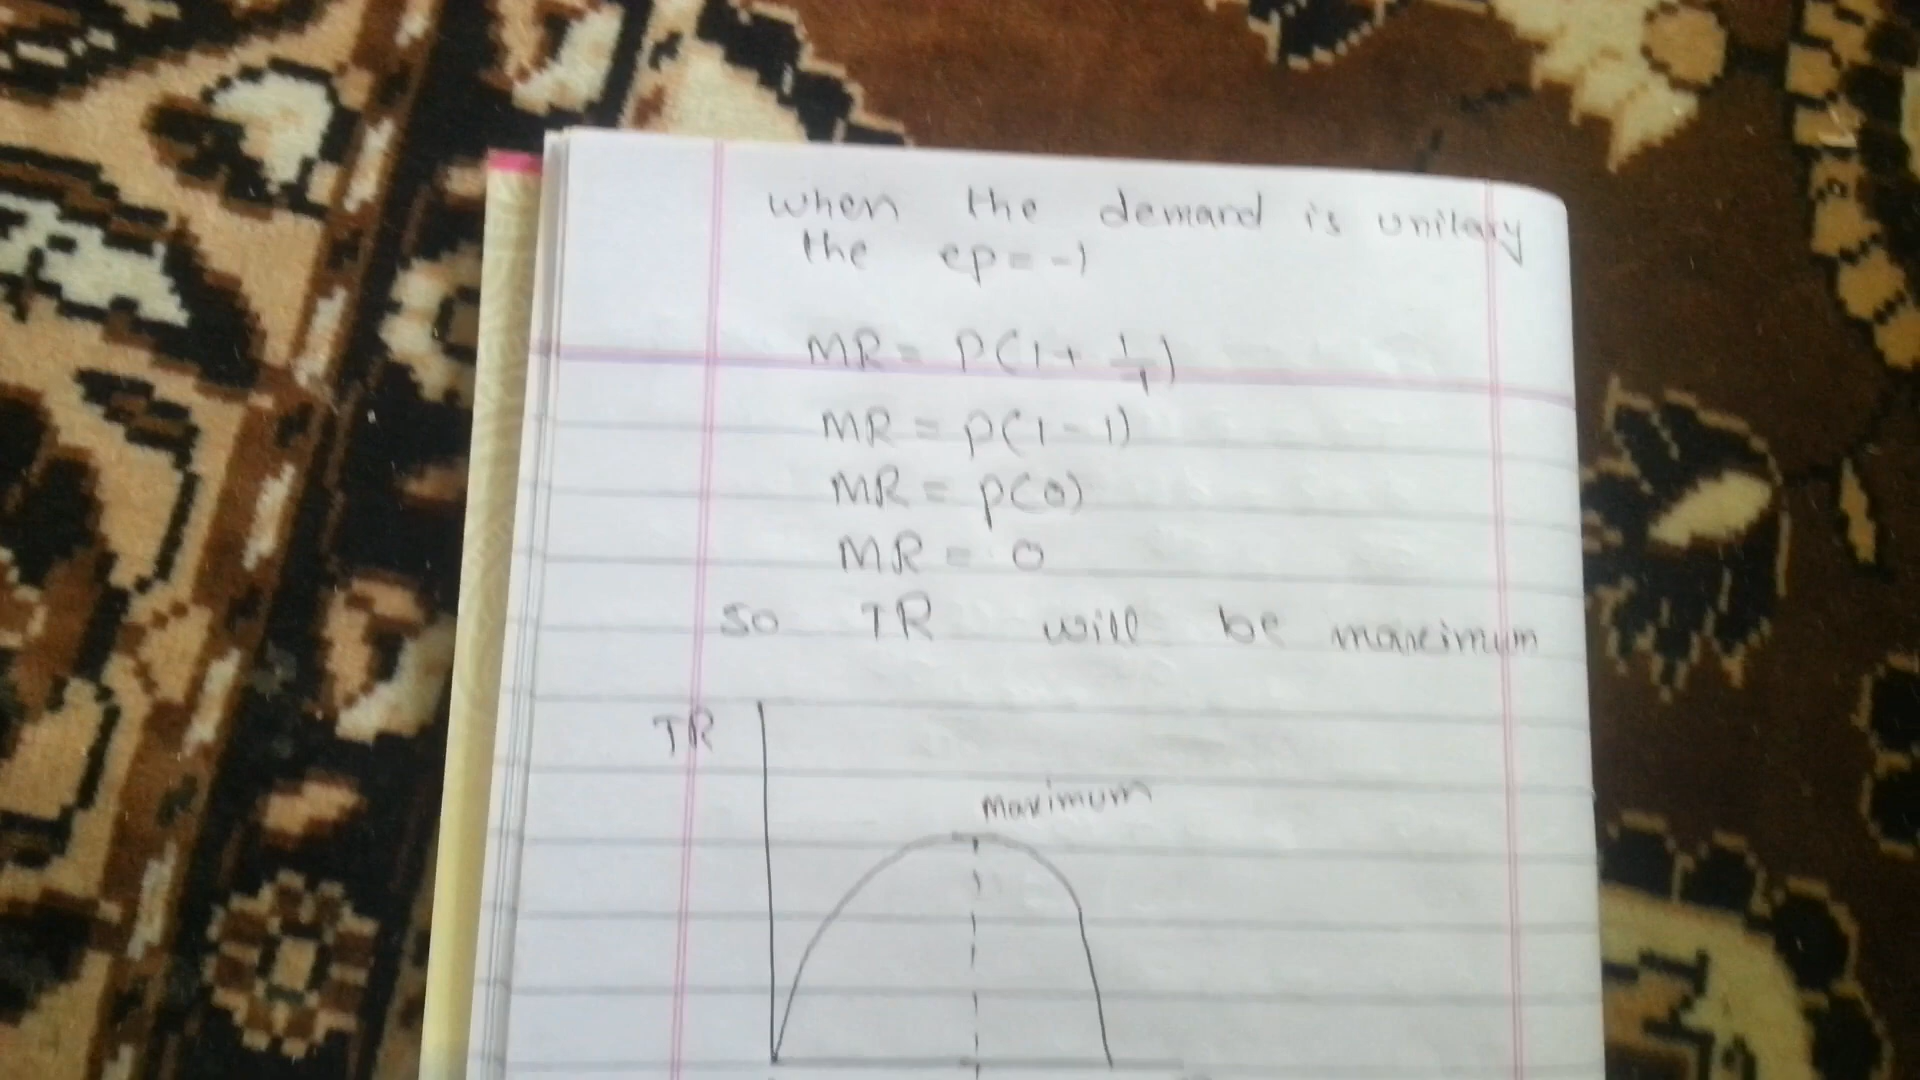 when the demand is unitary
the ep = -1
MR = P(1 + 1/-1)
MR = P(1 - 1)
MR = P(0)
MR = 0
so TR will be maximum
TR
maximum